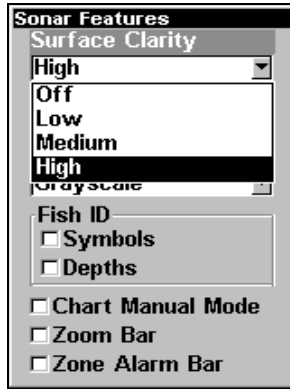 Sonar Features
Surface Clarity
High
Off
Low
Medium
High
Grayscale
Fish ID
Symbols
Depths
Chart Manual Mode
Zoom Bar
Zone Alarm Bar